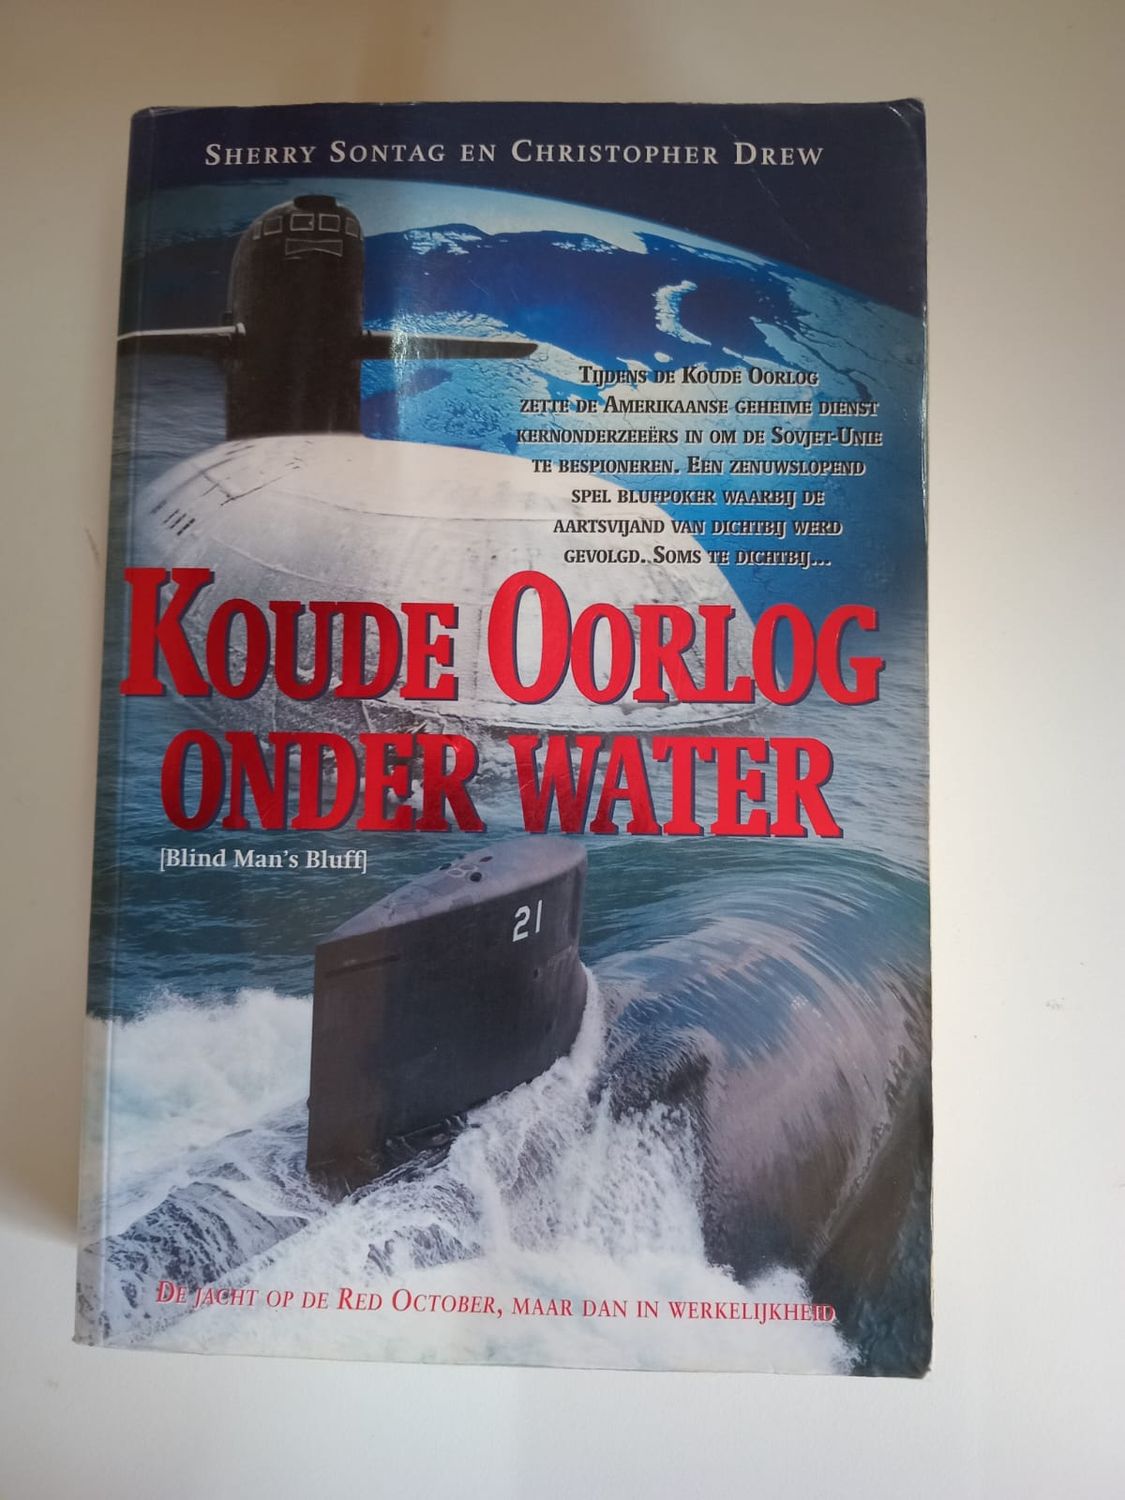 Sherry Sontag en Christopher Drew
Tijdens de Koude Oorlog
zette de Amerikaanse geheime dienst
kernonderzeeërs in om de Sovjet-Unie
te bespioneren. Een zenuwslopend
spel blufpoker waarbij de
aartsvijand van dichtbij werd
gevolgd. Soms te dichtbij...
Koude Oorlog
onder water
[Blind Man's Bluff]
21
De jacht op de Red October, maar dan in werkelijkheid